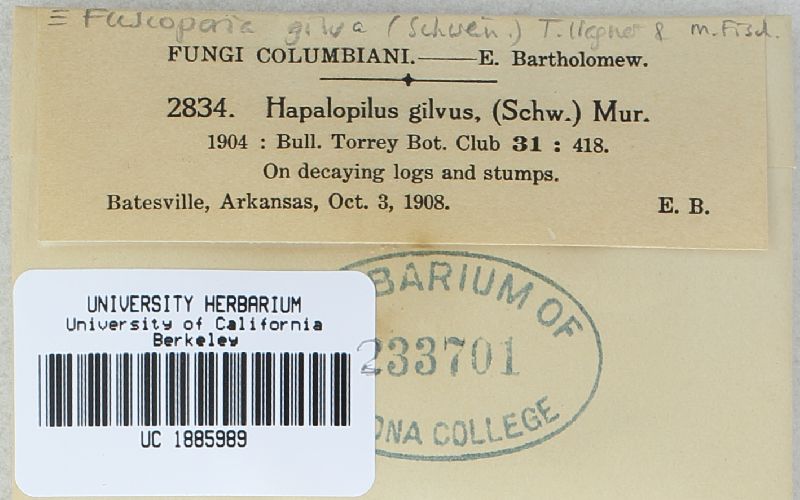 ≡ Fuscoporia gilva (Schwein.) T. Wagner & M. Fisch.
FUNGI COLUMBIANI.——E. Bartholomew.
2834. Hapalopilus gilvus, (Schw.) Mur.
1904 : Bull. Torrey Bot. Club 31 : 418.
On decaying logs and stumps.
Batesville, Arkansas, Oct. 3, 1908. E. B.
BARIUM OF
233701
ONA COLLEGE
UNIVERSITY HERBARIUM
University of California
Berkeley
UC 1885989